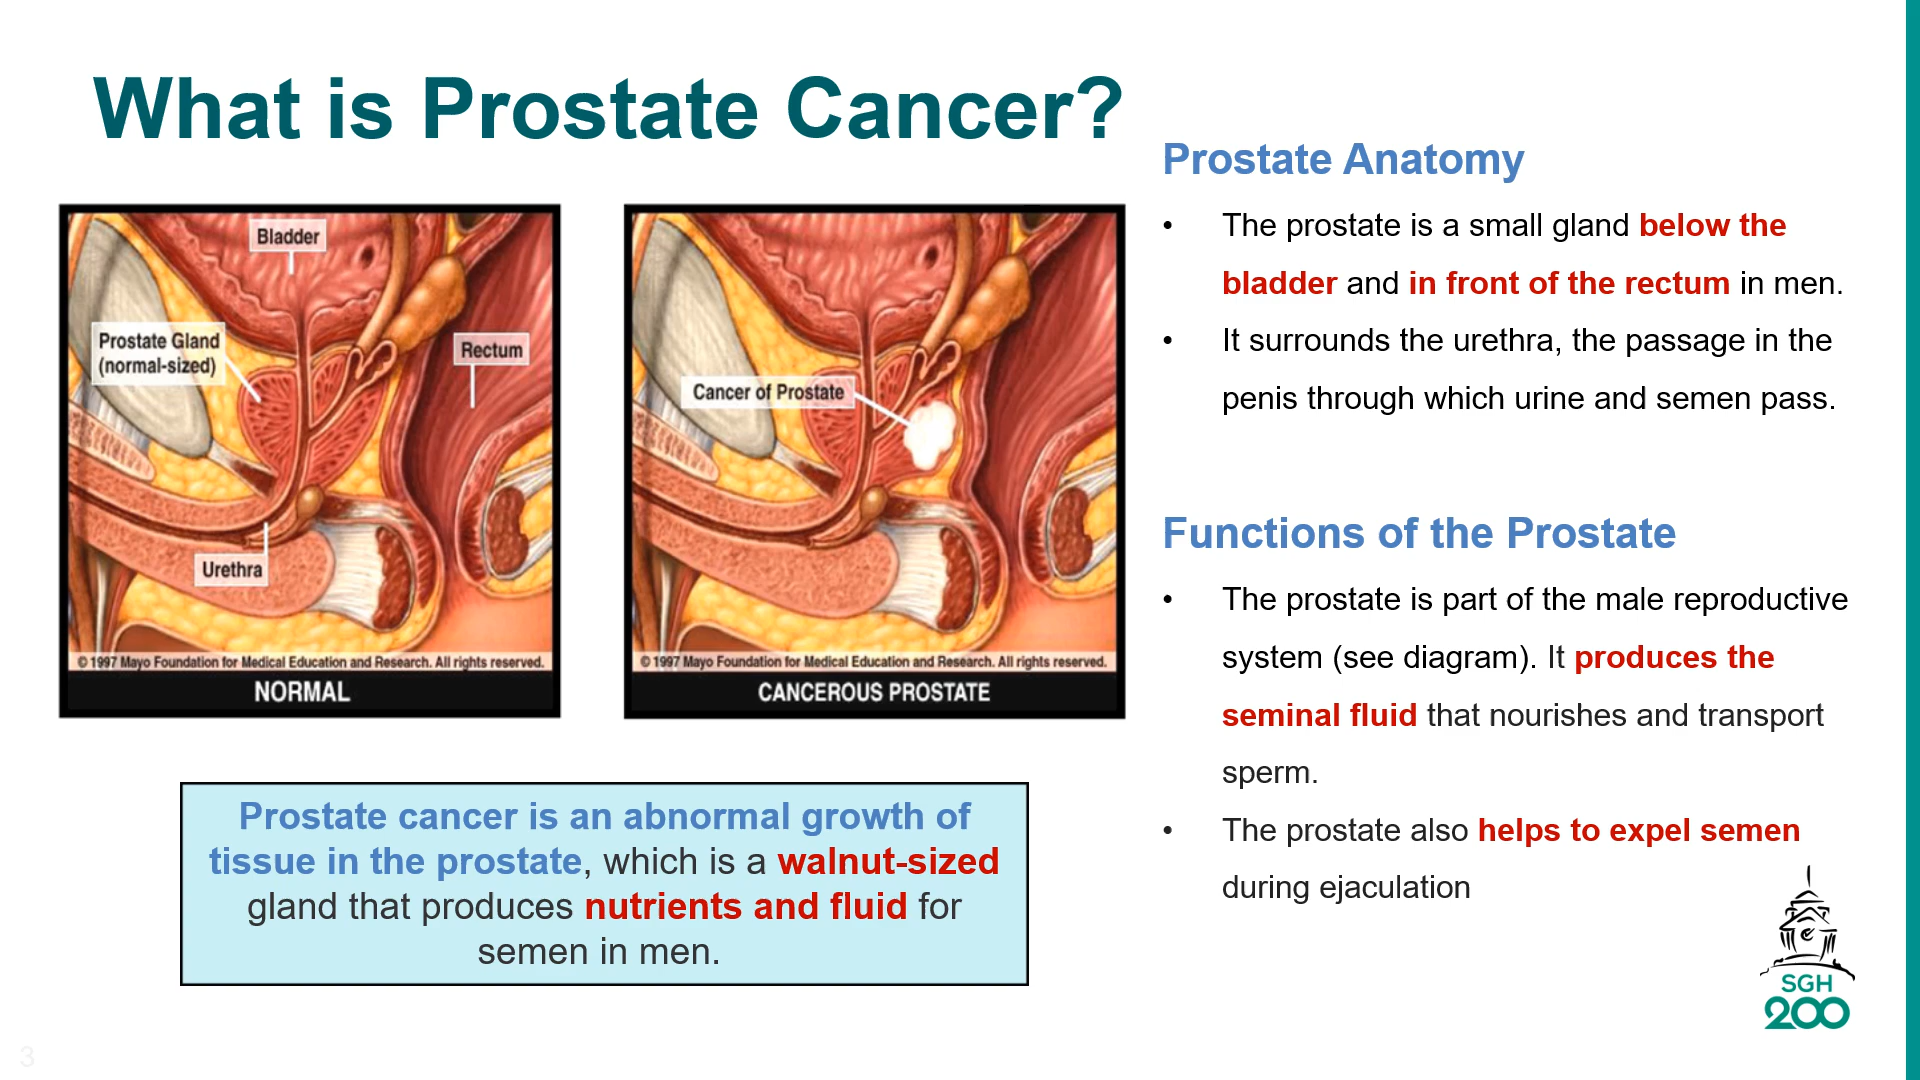 What is Prostate Cancer?
Bladder
Prostate Gland
(normal-sized)
Rectum
Urethra
© 1997 Mayo Foundation for Medical Education and Research. All rights reserved.
NORMAL
Cancer of Prostate
© 1997 Mayo Foundation for Medical Education and Research. All rights reserved.
CANCEROUS PROSTATE
Prostate cancer is an abnormal growth of
tissue in the prostate, which is a walnut-sized
gland that produces nutrients and fluid for
semen in men.
Prostate Anatomy
• The prostate is a small gland below the
bladder and in front of the rectum in men.
• It surrounds the urethra, the passage in the
penis through which urine and semen pass.
Functions of the Prostate
• The prostate is part of the male reproductive
system (see diagram). It produces the
seminal fluid that nourishes and transport
sperm.
• The prostate also helps to expel semen
during ejaculation
SGH
200
3